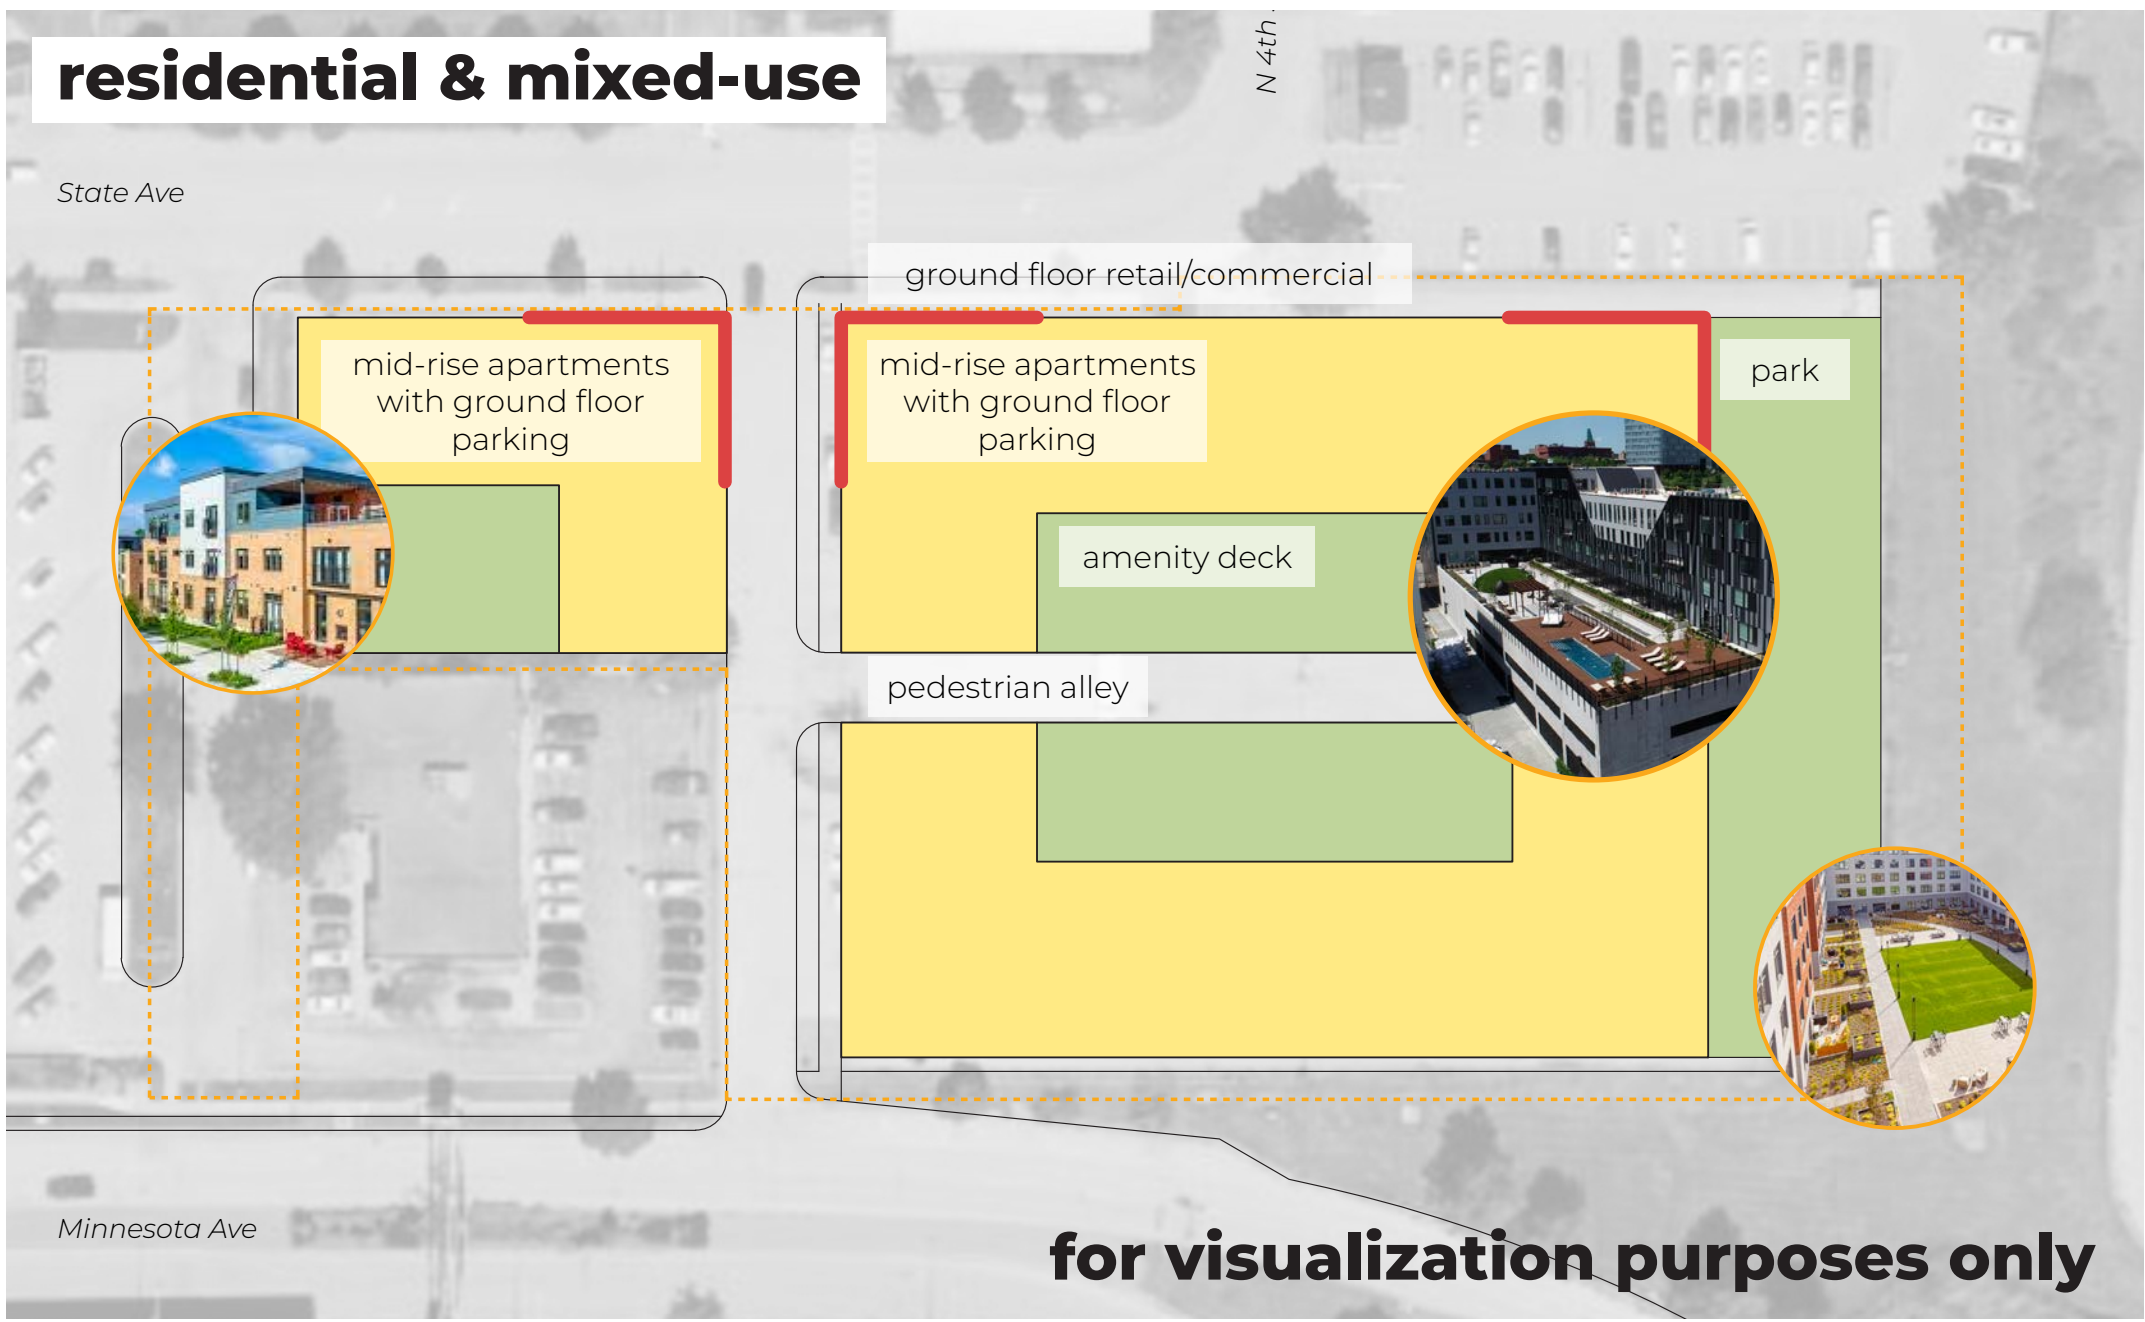 residential & mixed-use
N 4th
State Ave
ground floor retail/commercial
mid-rise apartments
with ground floor
parking
mid-rise apartments
with ground floor
parking
park
amenity deck
pedestrian alley
Minnesota Ave
for visualization purposes only